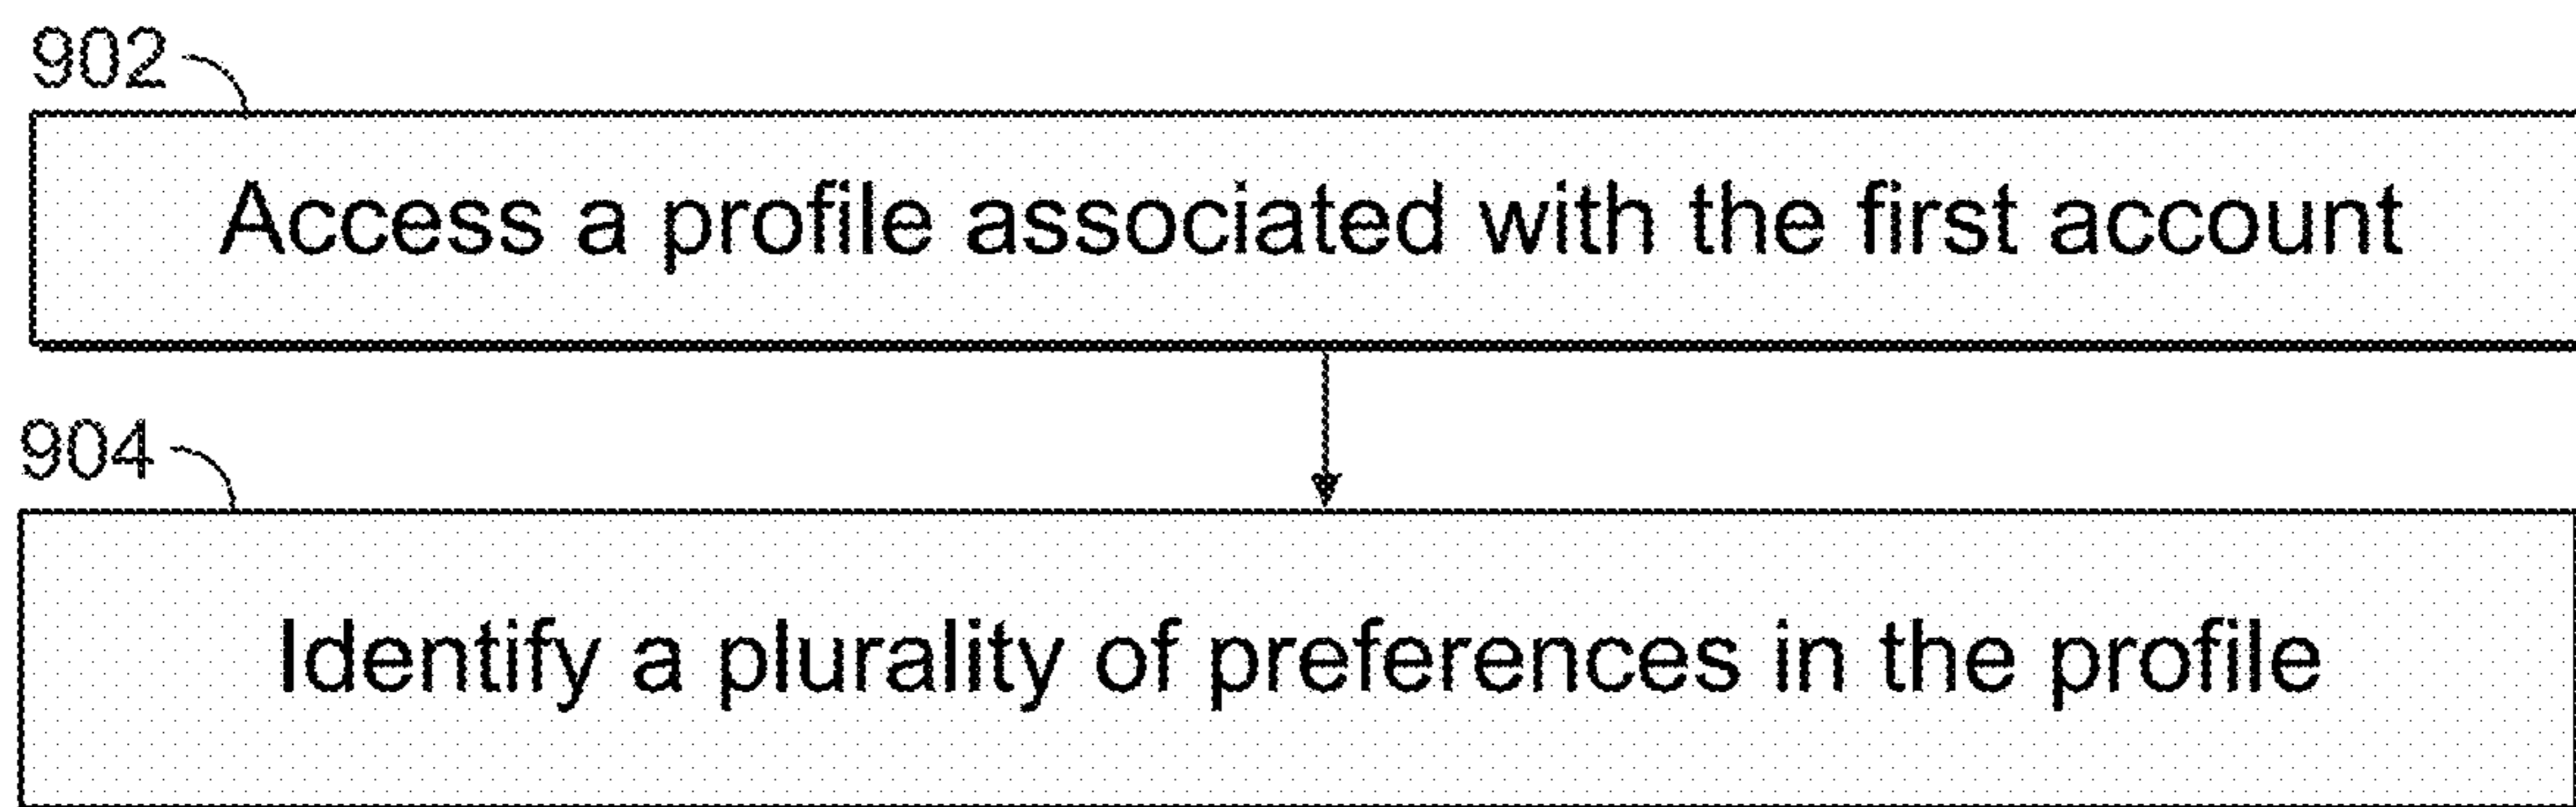 902
Access a profile associated with the first account
904
Identify a plurality of preferences in the profile